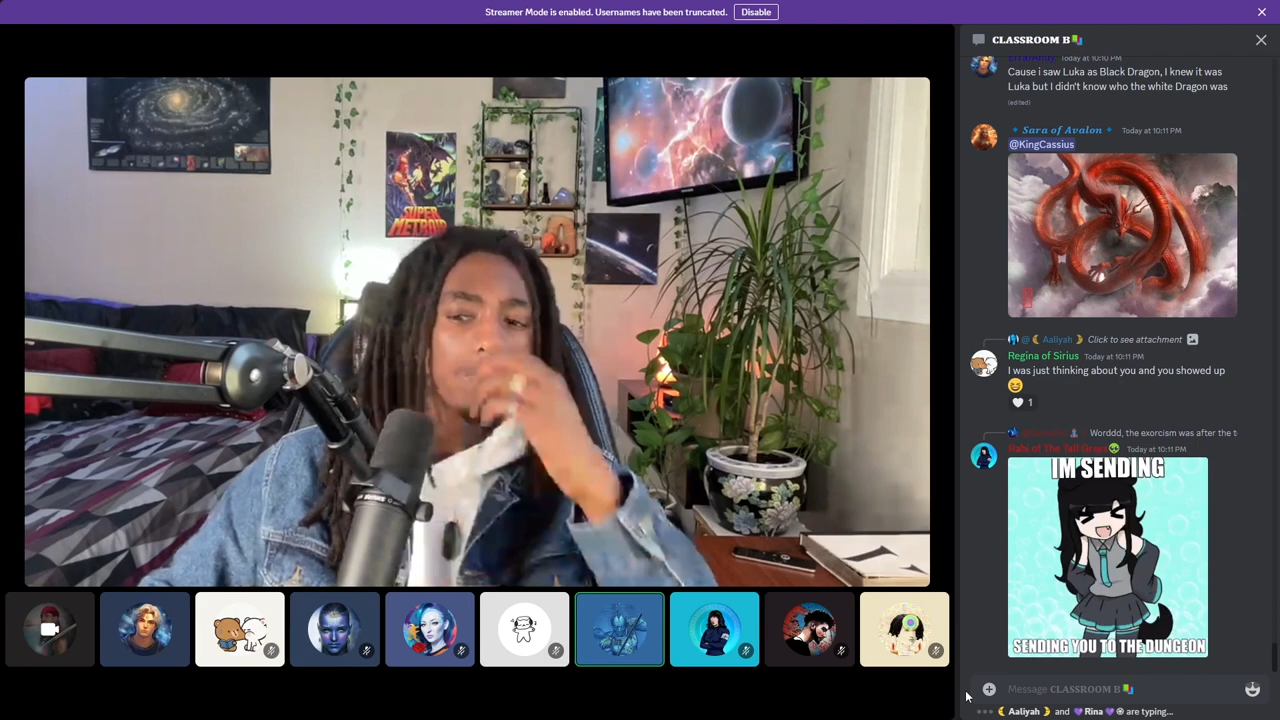 Streamer Mode is enabled. Usernames have been truncated.
Disable
CLASSROOM B
Today at 10:10 PM
Cause i saw Luka as Black Dragon, I knew it was
Luka but I didn't know who the white Dragon was
(edited)
Sara of Avalon
Today at 10:11 PM
@KingCassius
@ Aaliyah Click to see attachment
Regina of Sirius Today at 10:11 PM
I was just thinking about you and you showed up
1
Worddd, the exorcism was after the t
of The Tall Grays Today at 10:11 PM
IM SENDING
SENDING YOU TO THE DUNGEON
SUPER
METROID
Message CLASSROOM B
Aaliyah and Rina are typing...